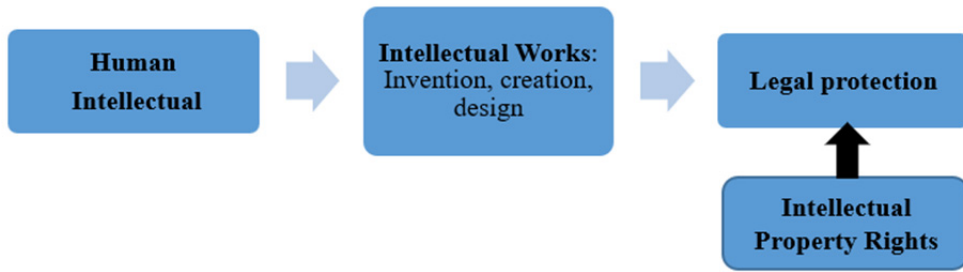 Human
Intellectual
Intellectual Works:
Invention, creation,
design
Legal protection
Intellectual
Property Rights